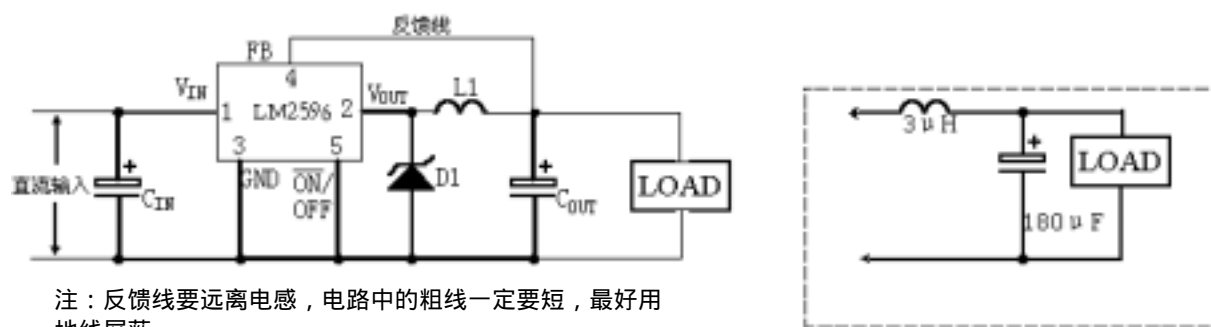 反馈线
FB
4
VIN
1
LM2596
2
VOUT
L1
3
5
GND
ON/
OFF
直流输入
+
CIN
D1
+
COUT
LOAD
3μH
+
LOAD
180μF
注：反馈线要远离电感，电路中的粗线一定要短，最好用